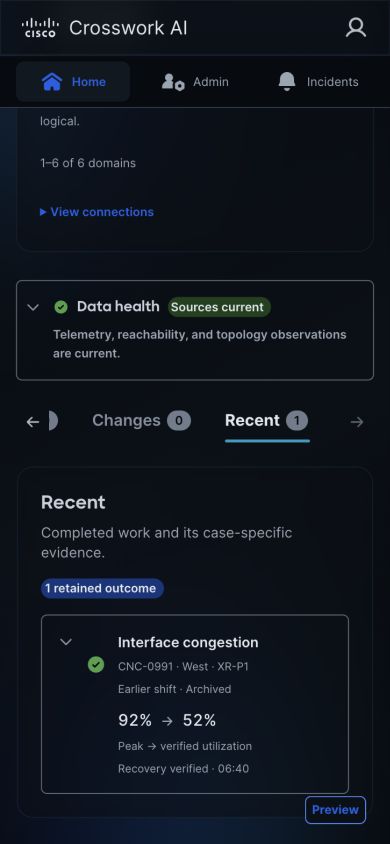 CISCO
Crosswork AI
Home
Admin
Incidents
logical.
1–6 of 6 domains
View connections
Data health
Sources current
Telemetry, reachability, and topology observations
are current.
Changes 0
Recent 1
Recent
Completed work and its case-specific
evidence.
1 retained outcome
Interface congestion
CNC-0991 · West · XR-P1
Earlier shift · Archived
92% → 52%
Peak → verified utilization
Recovery verified · 06:40
Preview